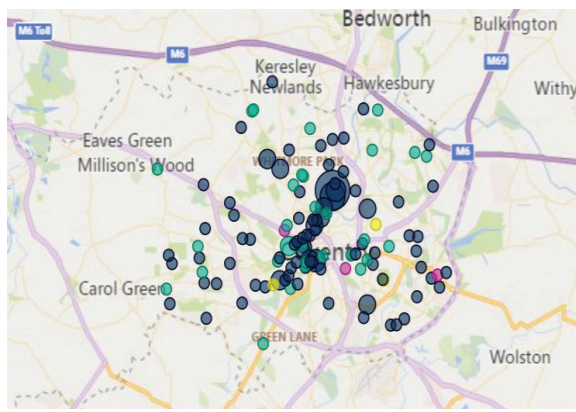 Bedworth
Bulkington
M6 Toll
M6
M69
Keresley
Newlands
Hawkesbury
Withy
Eaves Green
Millison's Wood
M6
Carol Green
GREEN LANE
Wolston